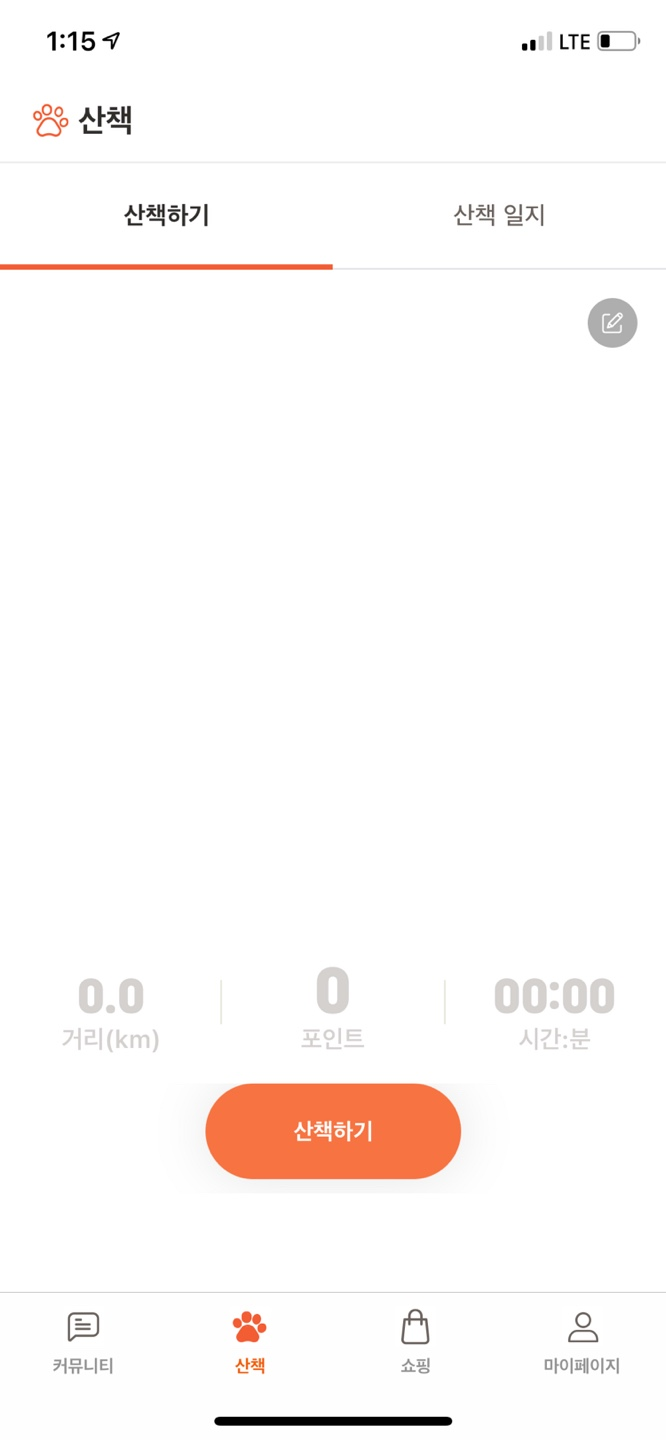 1:15
LTE
산책
산책하기 산책 일지
0.0 0 00:00
거리(km) 포인트 시간:분
산책하기
커뮤니티 산책 쇼핑 마이페이지